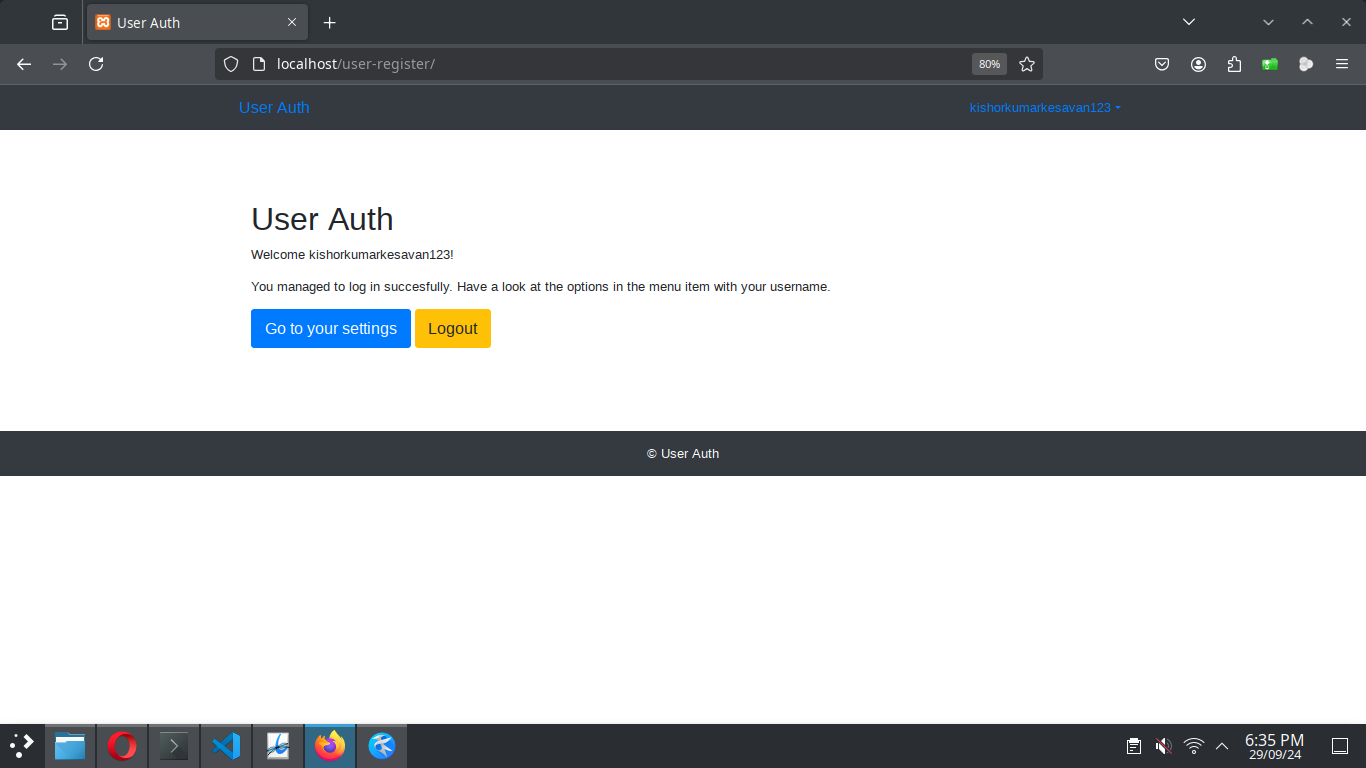 User Auth
localhost/user-register/
80%
User Auth
kishorkumarkesavan123
User Auth
Welcome kishorkumarkesavan123!
You managed to log in succesfully. Have a look at the options in the menu item with your username.
Go to your settings
Logout
© User Auth
6:35 PM
29/09/24